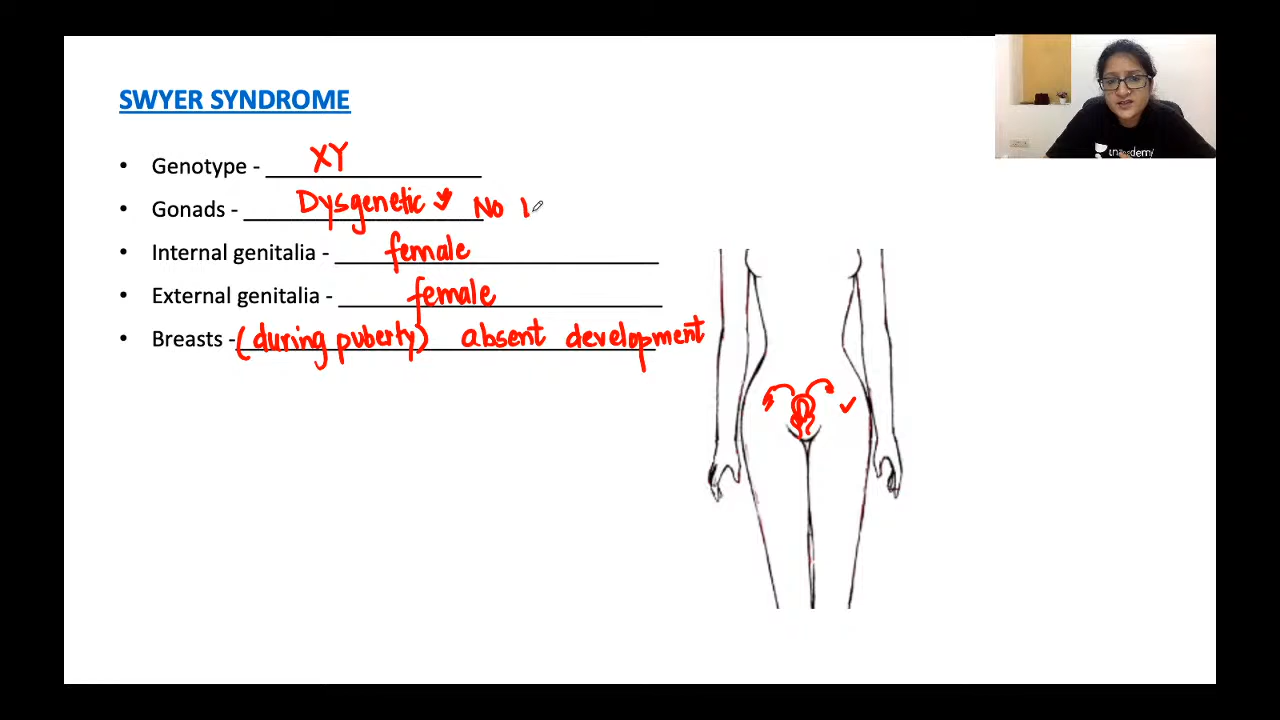 SWYER SYNDROME
• Genotype - XY
• Gonads - Dysgenetic No
• Internal genitalia - female
• External genitalia - female
• Breasts - (during puberty) absent development